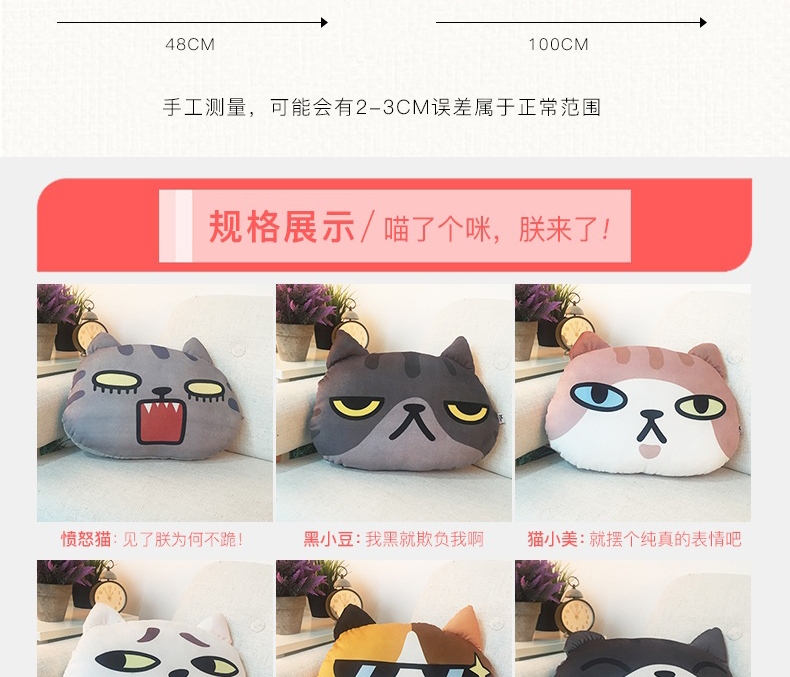 48CM
100CM
手工测量，可能会有2-3CM误差属于正常范围
规格展示/喵了个咪，朕来了!
愤怒猫：见了朕为何不跪！
黑小豆：我黑就欺负我啊
猫小美：就摆个纯真的表情吧